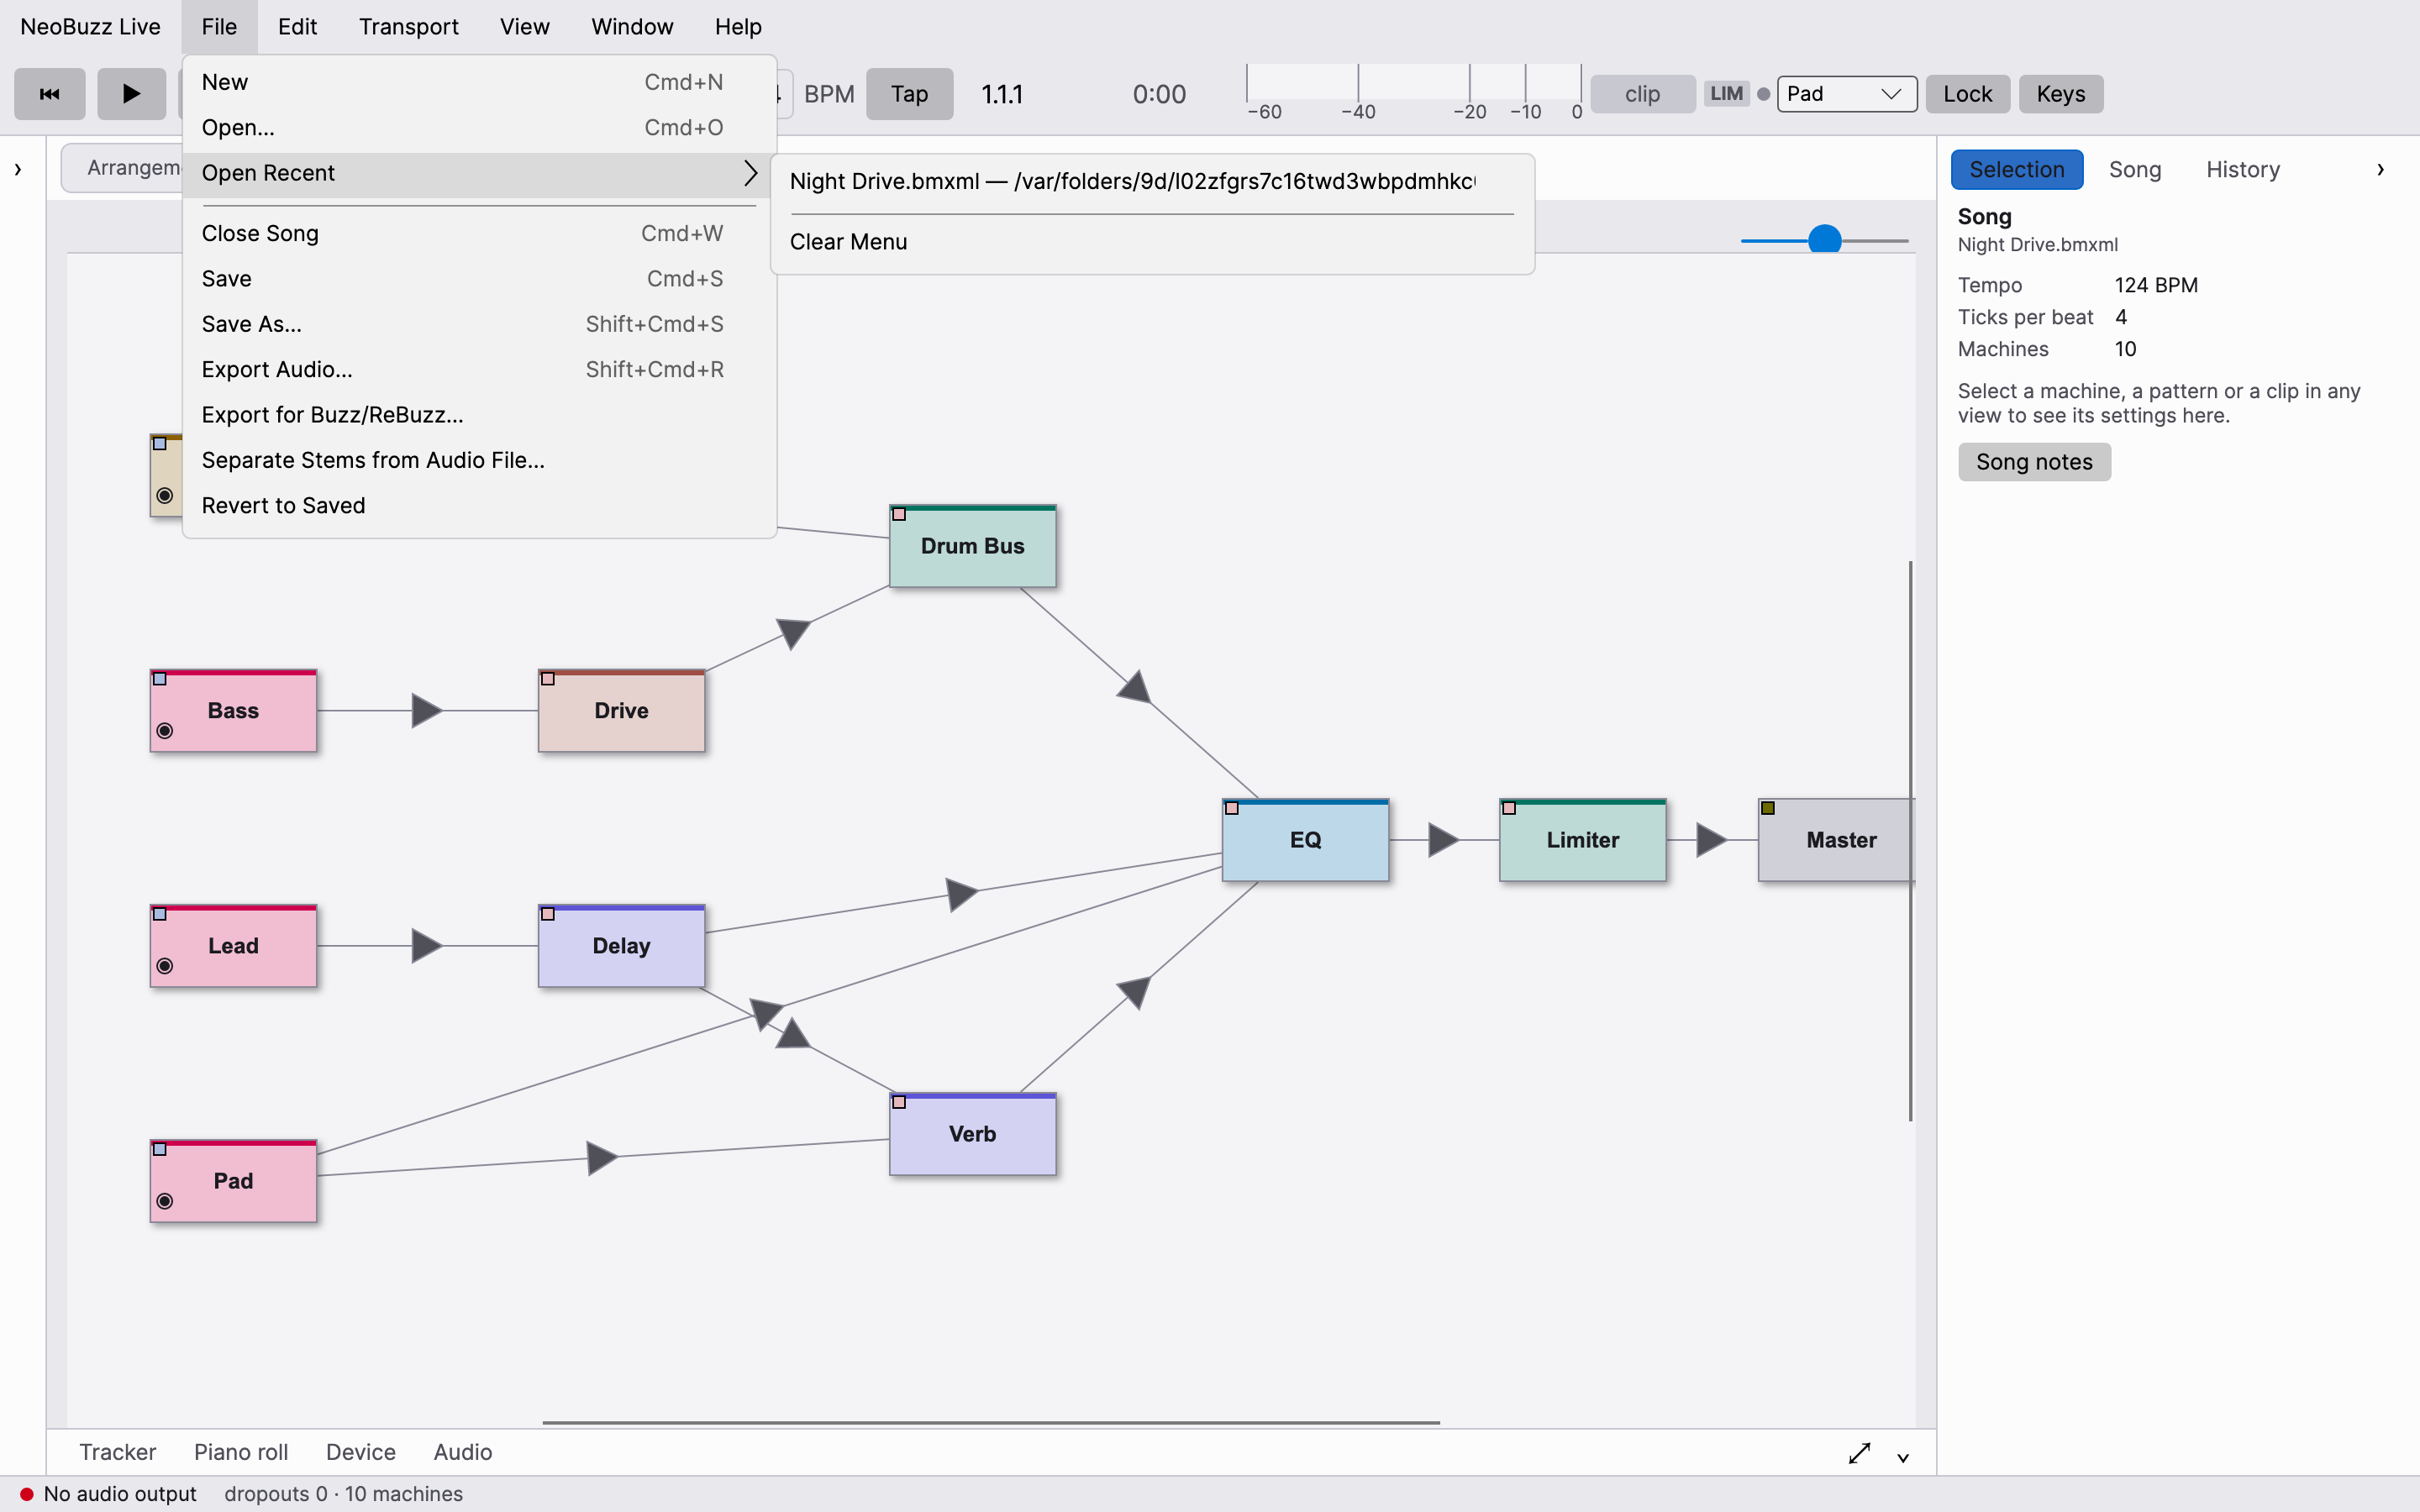 NeoBuzz Live File Edit Transport View Window Help
BPM Tap 1.1.1 0:00 −60 −40 −20 −10 0 clip LIM Pad Lock Keys
New Cmd+N
Open... Cmd+O
Open Recent
Close Song Cmd+W
Save Cmd+S
Save As... Shift+Cmd+S
Export Audio... Shift+Cmd+R
Export for Buzz/ReBuzz...
Separate Stems from Audio File...
Revert to Saved
Night Drive.bmxml — /var/folders/9d/l02zfgrs7c16twd3wbpdmhkc
Clear Menu
Selection Song History
Song
Night Drive.bmxml
Tempo 124 BPM
Ticks per beat 4
Machines 10
Select a machine, a pattern or a clip in any
view to see its settings here.
Song notes
Drum Bus
Bass Drive
EQ Limiter Master
Lead Delay
Verb
Pad
Tracker Piano roll Device Audio
No audio output dropouts 0 · 10 machines